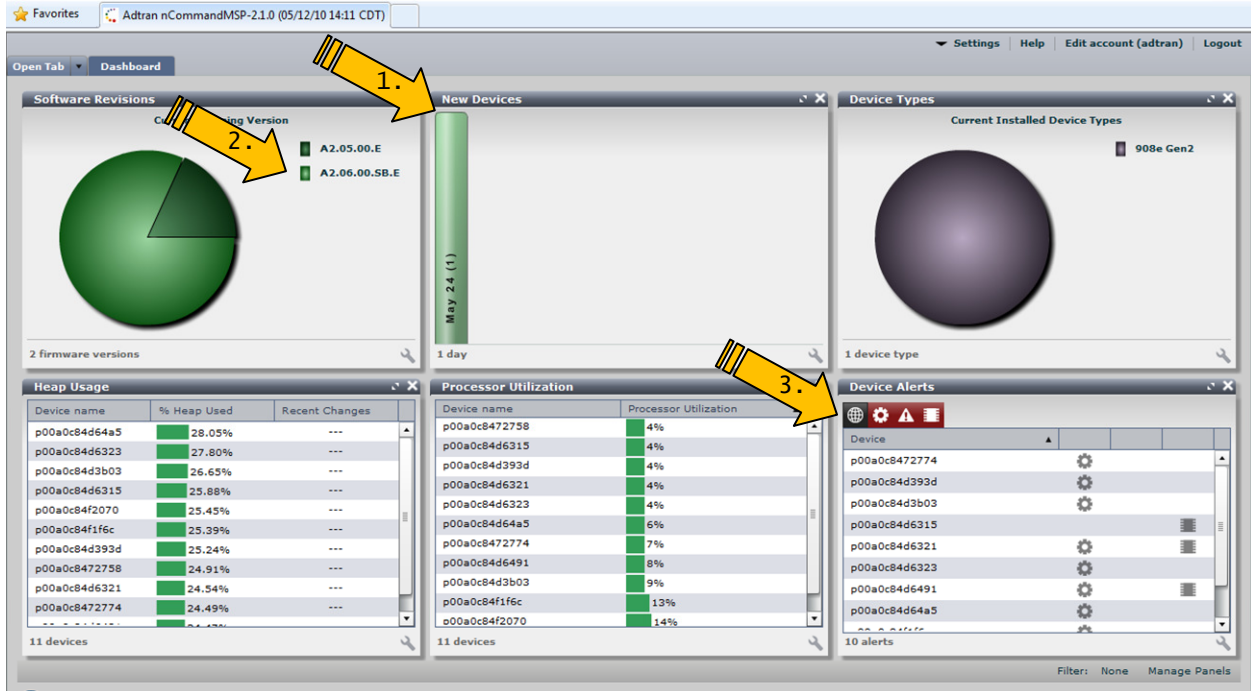 Favorites
Adtran nCommandMSP-2.1.0 (05/12/10 14:11 CDT)
Settings Help Edit account (adtran) Logout
Open Tab Dashboard
1.
Software Revisions
2.
A2.05.00.E
A2.06.00.SB.E
2 firmware versions
New Devices
May 24 (1)
1 day
Device Types
Current Installed Device Types
908e Gen2
1 device type
Heap Usage
Device name % Heap Used Recent Changes
p00a0c84d64a5 28.05% ---
p00a0c84d6323 27.80% ---
p00a0c84d3b03 26.65% ---
p00a0c84d6315 25.88% ---
p00a0c84f2070 25.45% ---
p00a0c84f1f6c 25.39% ---
p00a0c84d393d 25.24% ---
p00a0c8472758 24.91% ---
p00a0c84d6321 24.54% ---
p00a0c8472774 24.49% ---
11 devices
Processor Utilization
Device name Processor Utilization
p00a0c8472758 4%
p00a0c84d6315 4%
p00a0c84d393d 4%
p00a0c84d6321 4%
p00a0c84d6323 4%
p00a0c84d64a5 6%
p00a0c8472774 7%
p00a0c84d6491 8%
p00a0c84d3b03 9%
p00a0c84f1f6c 13%
p00a0c84f2070 14%
11 devices
3.
Device Alerts
Device
p00a0c8472774
p00a0c84d393d
p00a0c84d3b03
p00a0c84d6315
p00a0c84d6321
p00a0c84d6323
p00a0c84d6491
p00a0c84d64a5
10 alerts
Filter: None Manage Panels